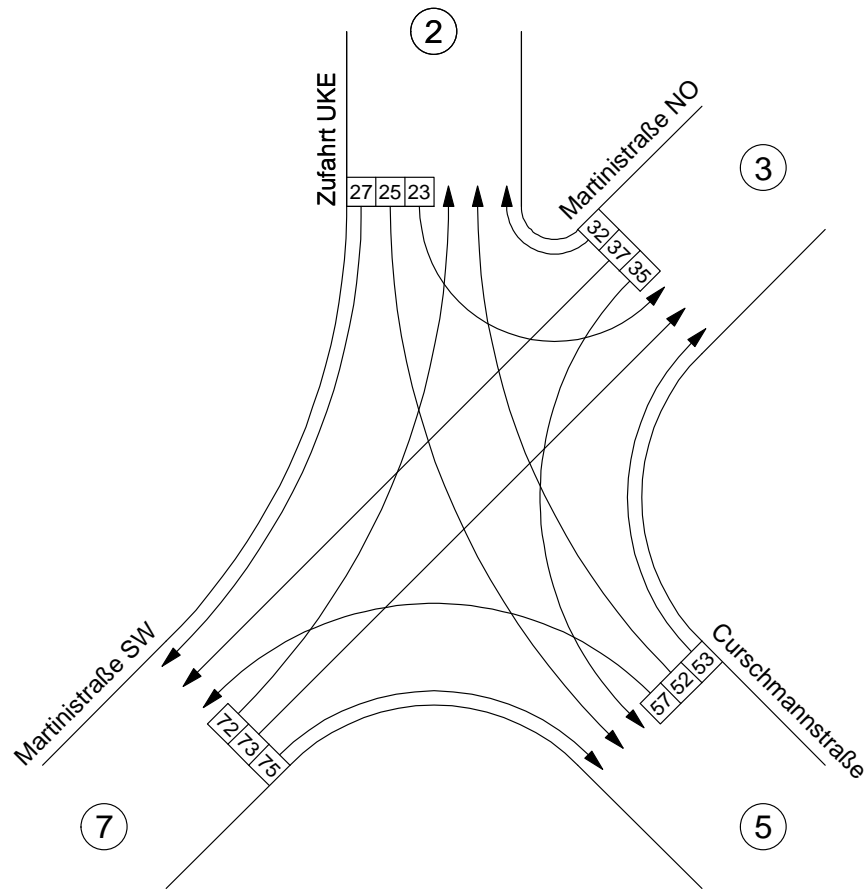 2
Zufahrt UKE
Martinistraße NO
3
27 25 23
32 37 35
Martinistraße SW
72 73 75
57 52 53
Curschmannstraße
7
5